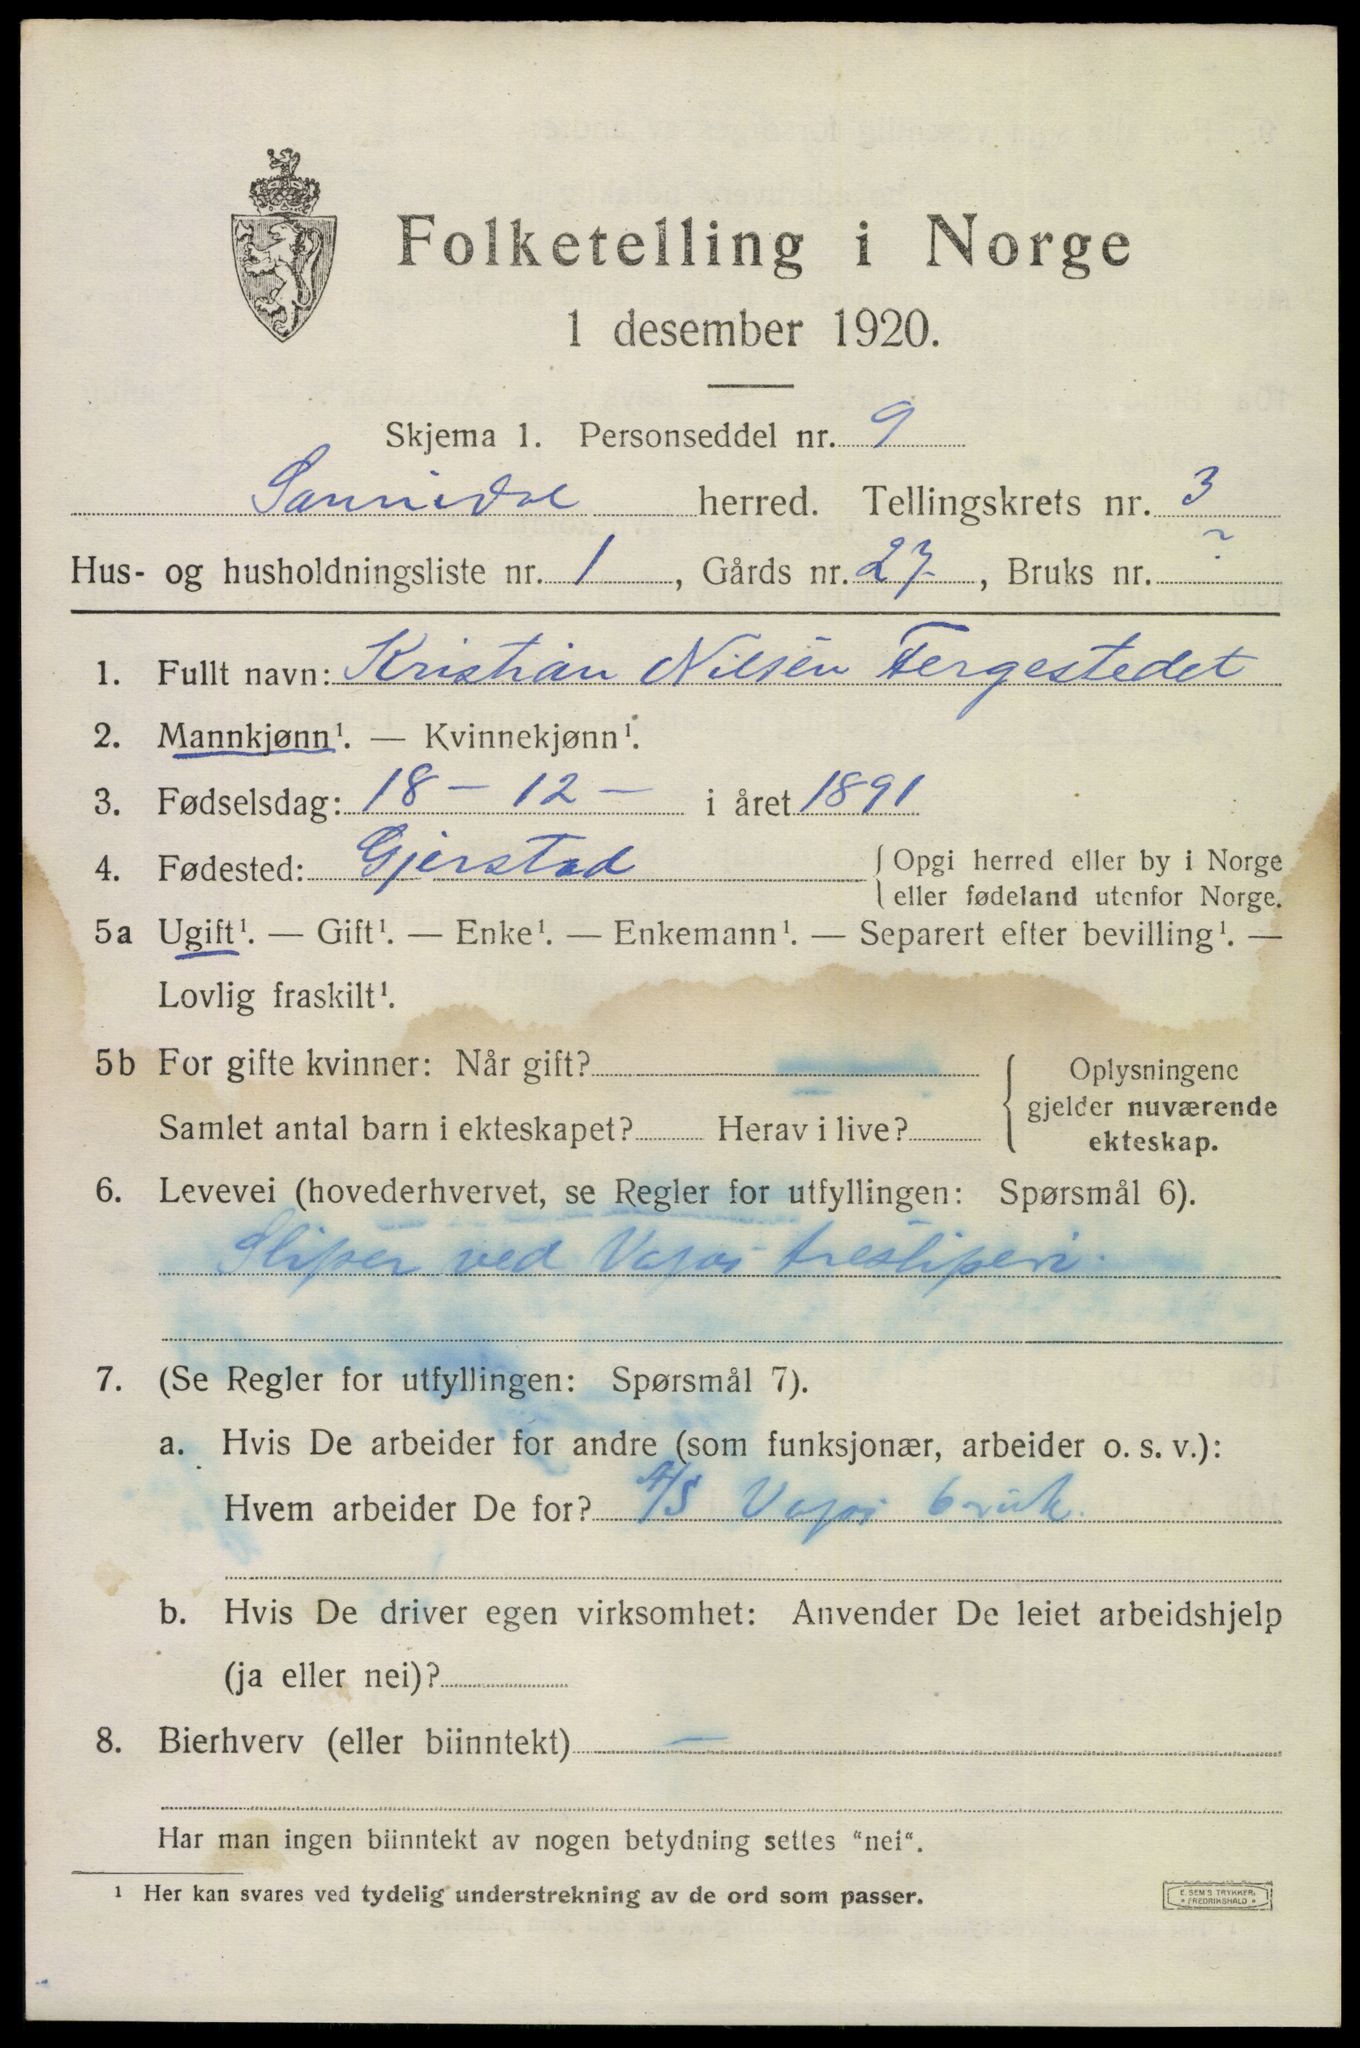 Folketelling i Norge
1 desember 1920.
Skjema 1. Personseddel nr. 9
Sannidal herred. Tellingskrets nr. 3
Hus- og husholdningsliste nr. 1, Gårds nr. 27, Bruks nr. ~
1. Fullt navn: Kristian Nilsen Fergestedet
2. Mannkjønn¹. — Kvinnekjønn¹.
3. Fødselsdag: 18 – 12 – i året 1891
4. Fødested: Gjerstad {Opgi herred eller by i Norge
eller fødeland utenfor Norge.
5a Ugift¹. — Gift¹. — Enke¹. — Enkemann¹. — Separert efter bevilling¹. —
Lovlig fraskilt¹.
5b For gifte kvinner: Når gift?
Samlet antal barn i ekteskapet? Herav i live?
{Oplysningene
gjelder nuværende
ekteskap.
6. Levevei (hovederhvervet, se Regler for utfyllingen: Spørsmål 6).
Sliper ved Vafos tresliperi.
7. (Se Regler for utfyllingen: Spørsmål 7).
a. Hvis De arbeider for andre (som funksjonær, arbeider o. s. v.):
Hvem arbeider De for? A/S Vafos bruk.
b. Hvis De driver egen virksomhet: Anvender De leiet arbeidshjelp
(ja eller nei)?
8. Bierhverv (eller biinntekt) —
Har man ingen biinntekt av nogen betydning settes "nei".
¹ Her kan svares ved tydelig understrekning av de ord som passer.
E. SEM'S TRYKKERI,
• FREDRIKSHALD •